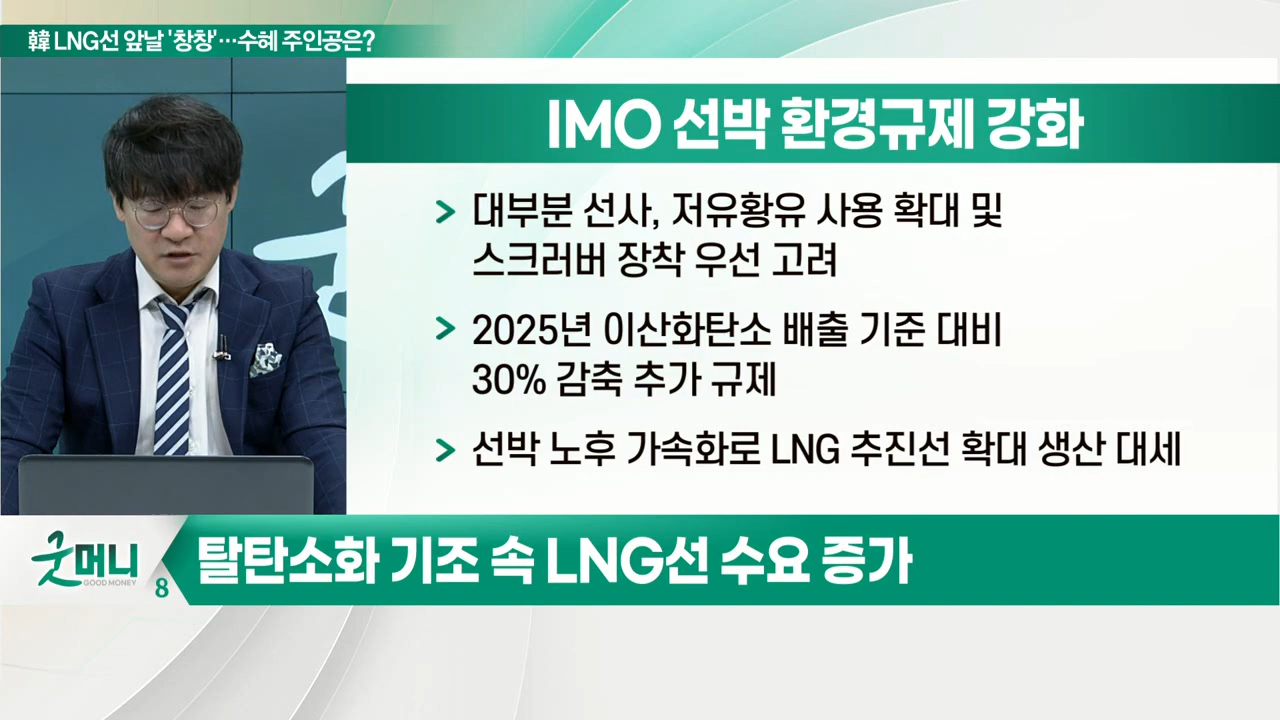 韓 LNG선 앞날 '창창'…수혜 주인공은?
IMO 선박 환경규제 강화
> 대부분 선사, 저유황유 사용 확대 및
스크러버 장착 우선 고려
> 2025년 이산화탄소 배출 기준 대비
30% 감축 추가 규제
> 선박 노후 가속화로 LNG 추진선 확대 생산 대세
굿머니
GOOD MONEY
8
탈탄소화 기조 속 LNG선 수요 증가